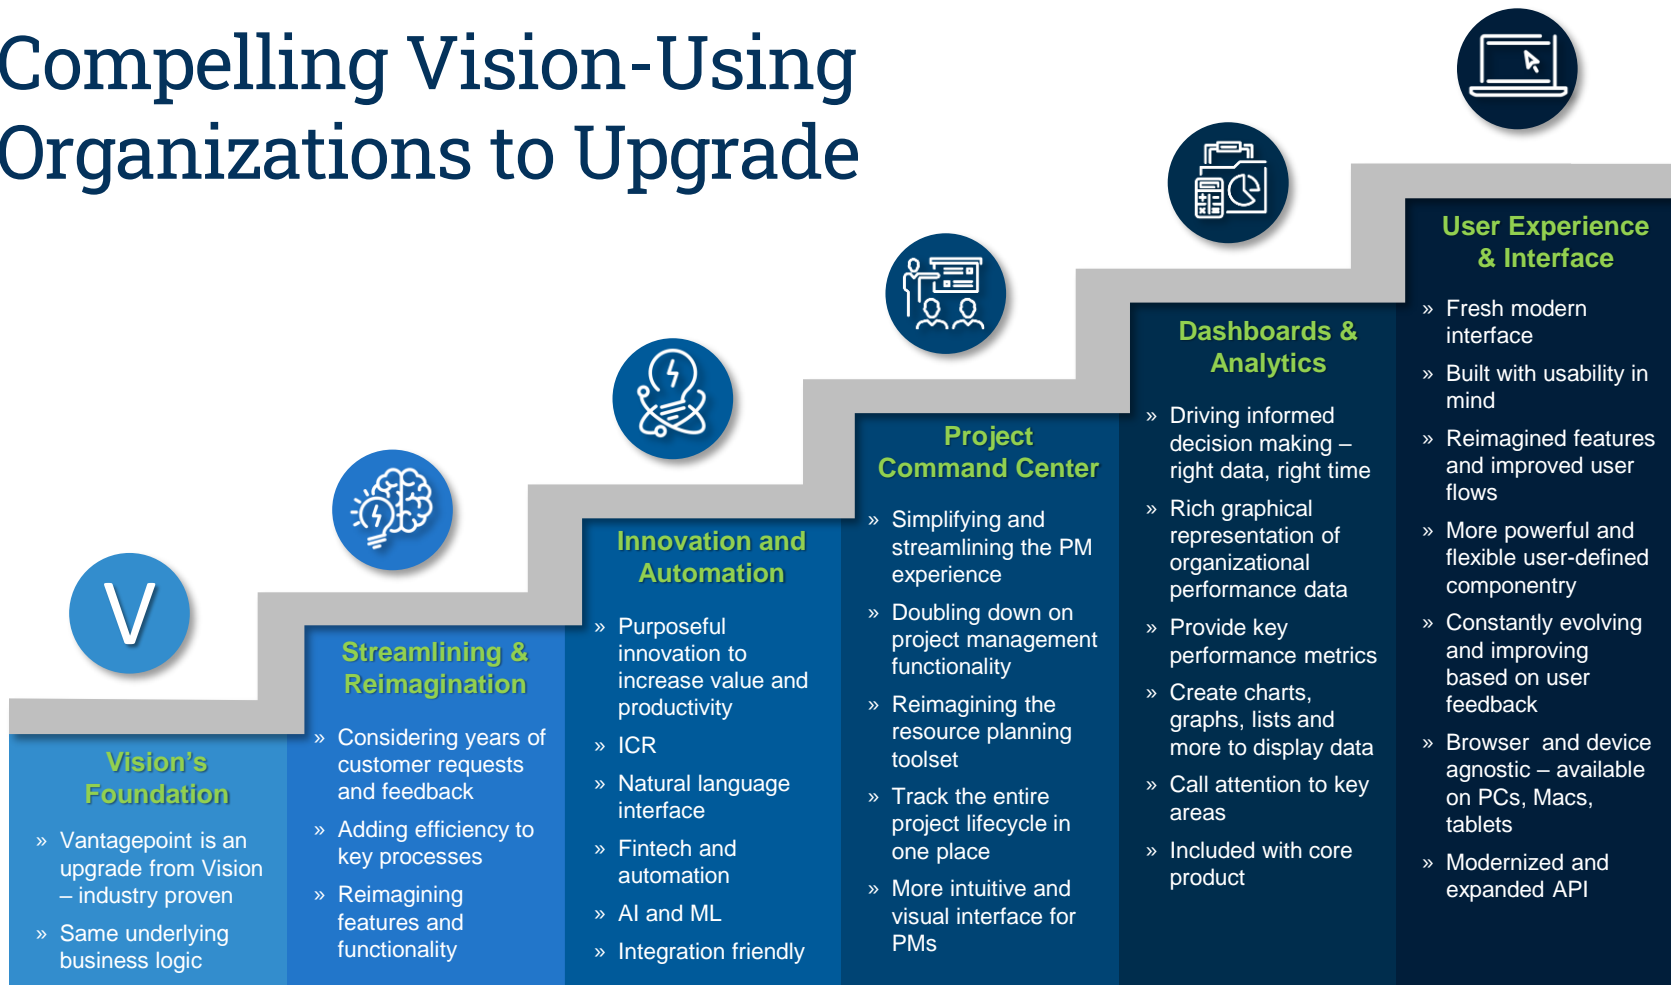 Compelling Vision-Using
Organizations to Upgrade
V
Vision's
Foundation
» Vantagepoint is an
upgrade from Vision
– industry proven
» Same underlying
business logic
Streamlining &
Reimagination
» Considering years of
customer requests
and feedback
» Adding efficiency to
key processes
» Reimagining
features and
functionality
Innovation and
Automation
» Purposeful
innovation to
increase value and
productivity
» ICR
» Natural language
interface
» Fintech and
automation
» AI and ML
» Integration friendly
Project
Command Center
» Simplifying and
streamlining the PM
experience
» Doubling down on
project management
functionality
» Reimagining the
resource planning
toolset
» Track the entire
project lifecycle in
one place
» More intuitive and
visual interface for
PMs
Dashboards &
Analytics
» Driving informed
decision making –
right data, right time
» Rich graphical
representation of
organizational
performance data
» Provide key
performance metrics
» Create charts,
graphs, lists and
more to display data
» Call attention to key
areas
» Included with core
product
User Experience
& Interface
» Fresh modern
interface
» Built with usability in
mind
» Reimagined features
and improved user
flows
» More powerful and
flexible user-defined
componentry
» Constantly evolving
and improving
based on user
feedback
» Browser and device
agnostic – available
on PCs, Macs,
tablets
» Modernized and
expanded API